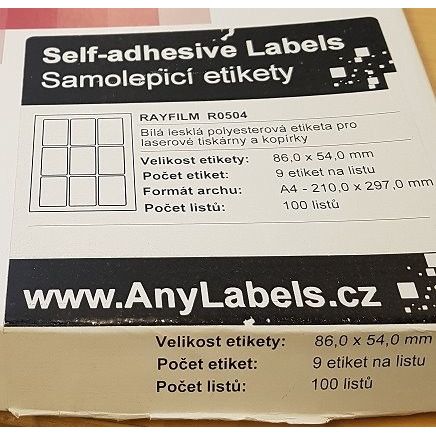 Self-adhesive Labels
Samolepicí etikety
RAYFILM R0504
Bílá lesklá polyesterová etiketa pro
laserové tiskárny a kopírky
Velikost etikety: 86,0 x 54,0 mm
Počet etiket: 9 etiket na listu
Formát archu: A4 - 210,0 x 297,0 mm
Počet listů: 100 listů
www.AnyLabels.cz
Velikost etikety: 86,0 x 54,0 mm
Počet etiket: 9 etiket na listu
Počet listů: 100 listů